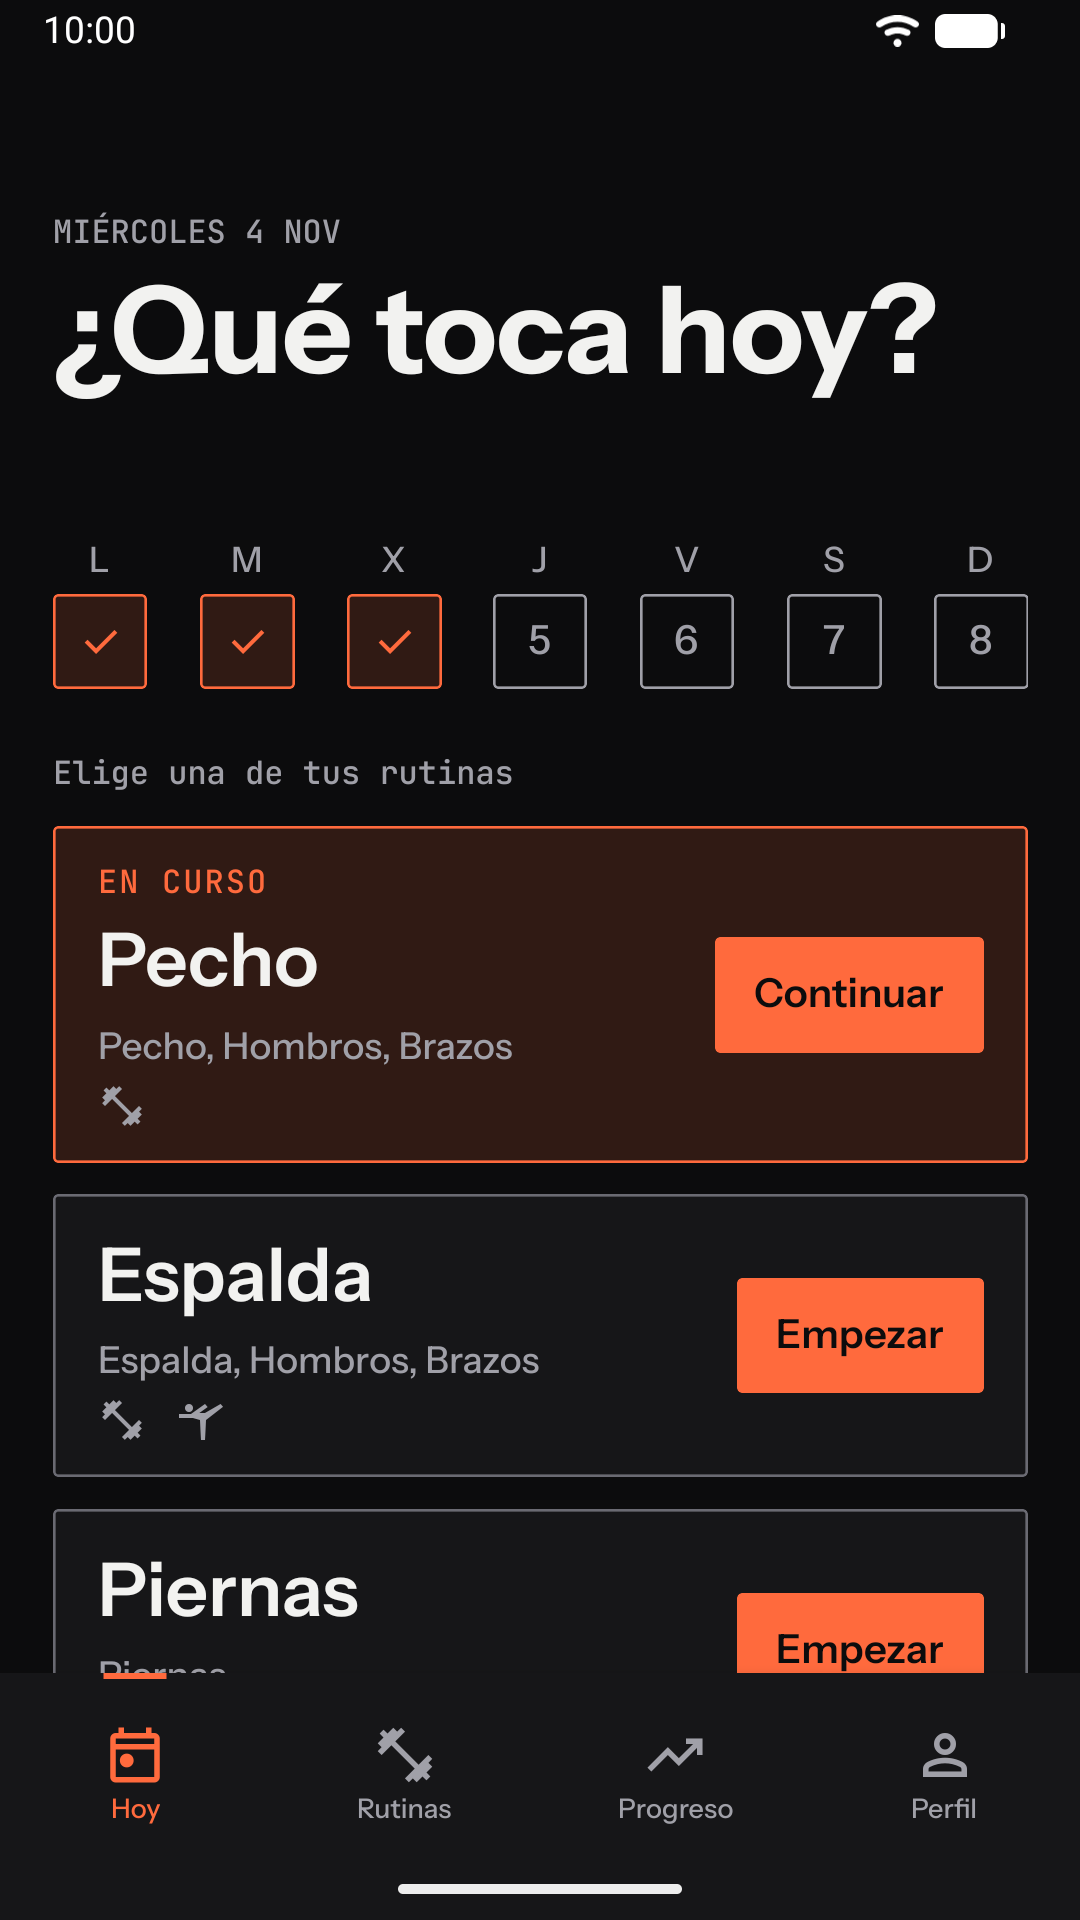 10:00
MIÉRCOLES 4 NOV
¿Qué toca hoy?
L M X J V S D
5 6 7 8
Elige una de tus rutinas
EN CURSO
Pecho
Continuar
Pecho, Hombros, Brazos
Espalda
Empezar
Espalda, Hombros, Brazos
Piernas
Empezar
Piernas
Hoy Rutinas Progreso Perfil